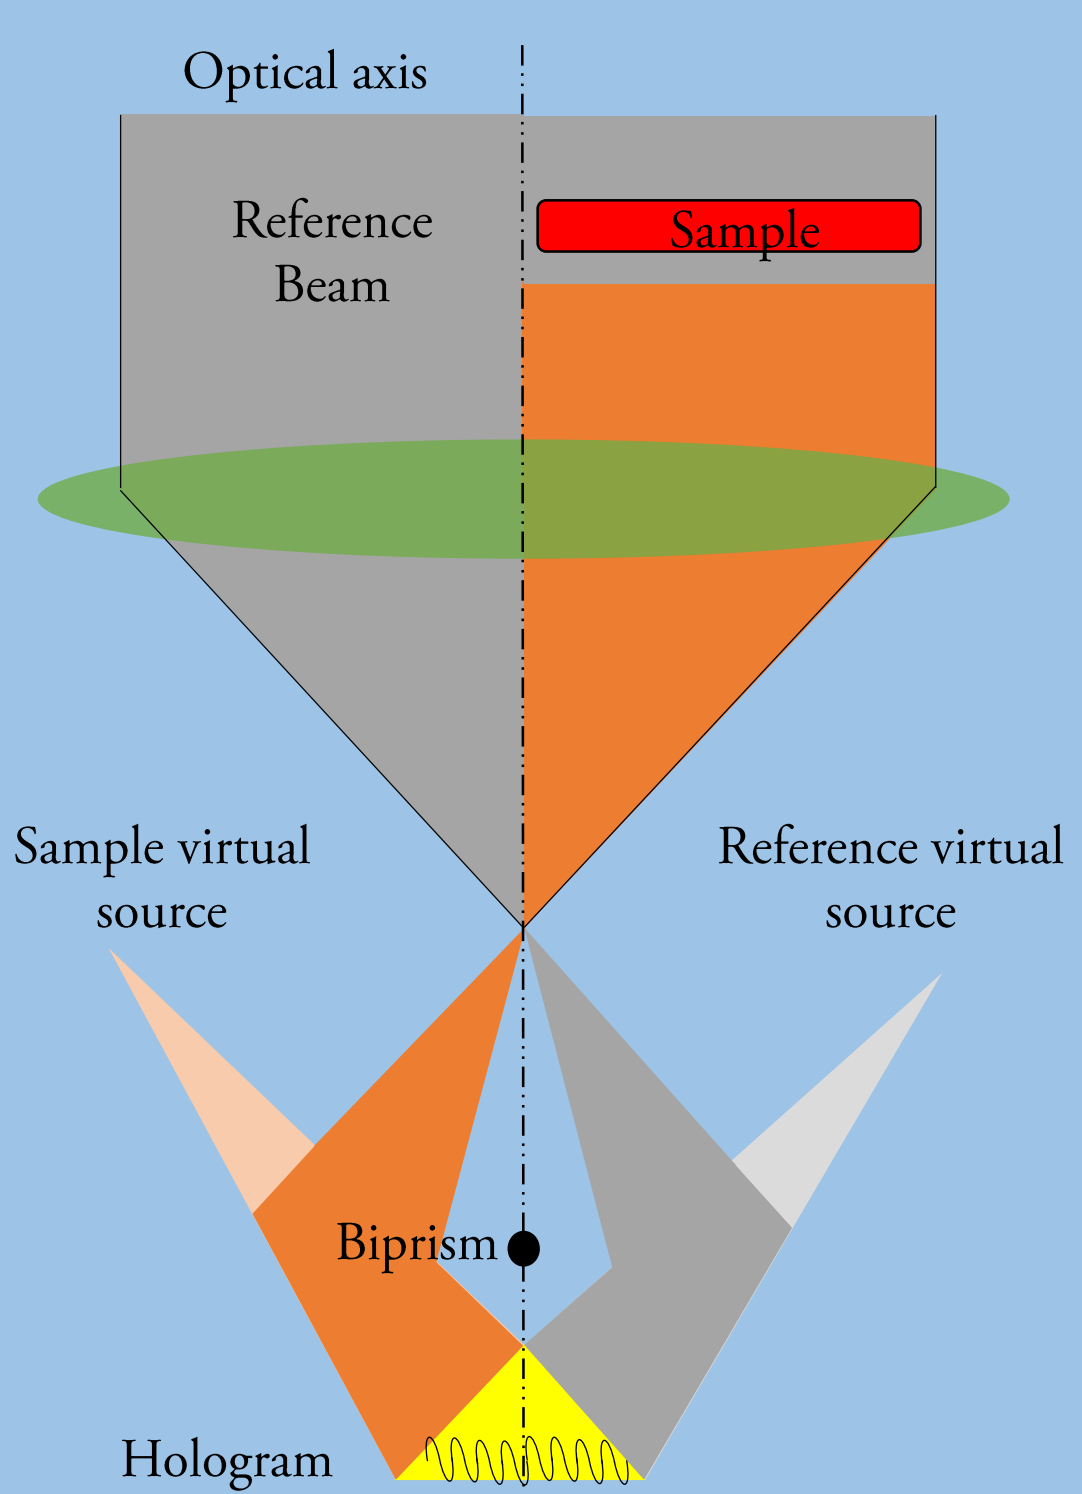 Optical axis
Reference
Beam
Sample
Sample virtual
source
Reference virtual
source
Biprism
Hologram